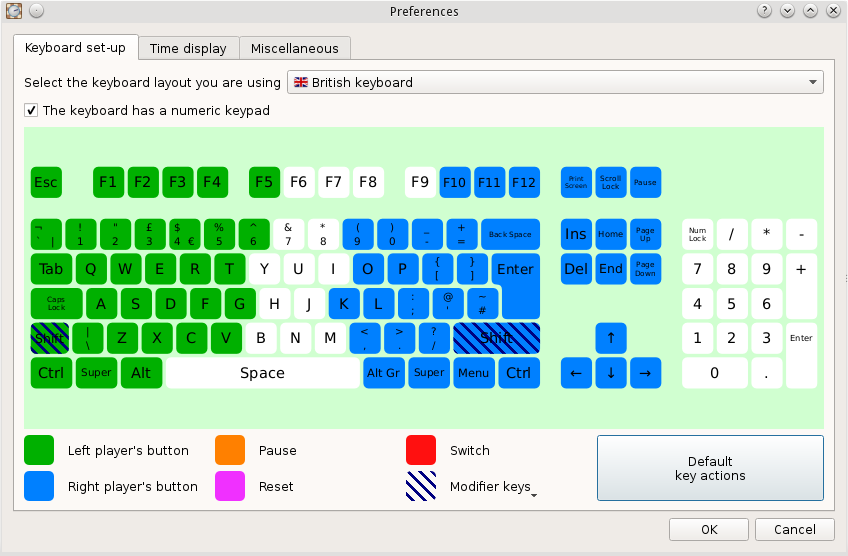 Preferences
Keyboard set-up
Time display
Miscellaneous
Select the keyboard layout you are using
British keyboard
The keyboard has a numeric keypad
Esc F1 F2 F3 F4 F5 F6 F7 F8 F9 F10 F11 F12 Print Screen Scroll Lock Pause
¬ ` | ! 1 " 2 £ 3 $ 4 € % 5 ^ 6 & 7 * 8 ( 9 ) 0 _ - + = Back Space Ins Home Page Up Num Lock / * -
Tab Q W E R T Y U I O P { [ } ] Enter Del End Page Down 7 8 9 +
Caps Lock A S D F G H J K L : ; @ ' ~ # 4 5 6
Shift | \ Z X C V B N M < , > . ? / Shift ↑ 1 2 3 Enter
Ctrl Super Alt Space Alt Gr Super Menu Ctrl ← ↓ → 0 .
Left player's button
Pause
Switch
Right player's button
Reset
Modifier keys
Default
key actions
OK
Cancel